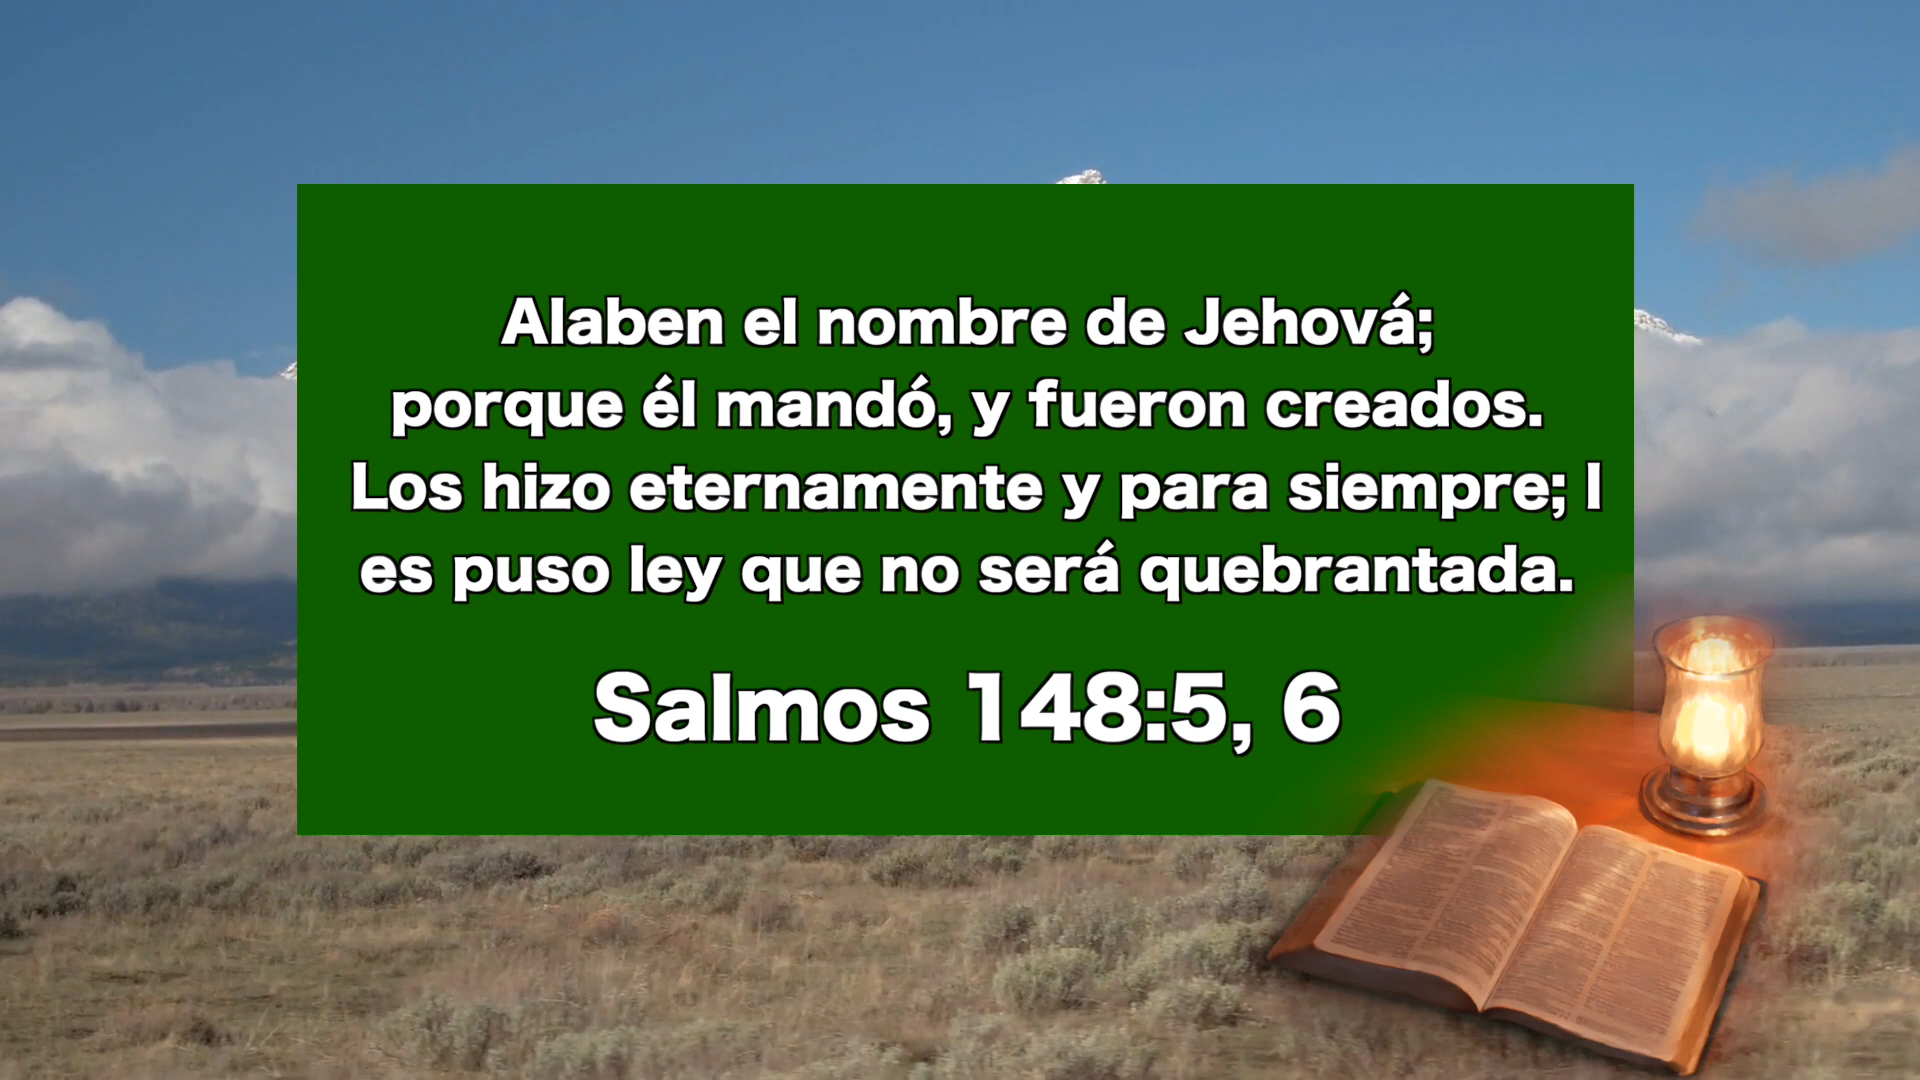 Alaben el nombre de Jehová;
porque él mandó, y fueron creados.
Los hizo eternamente y para siempre; l
es puso ley que no será quebrantada.
Salmos 148:5, 6